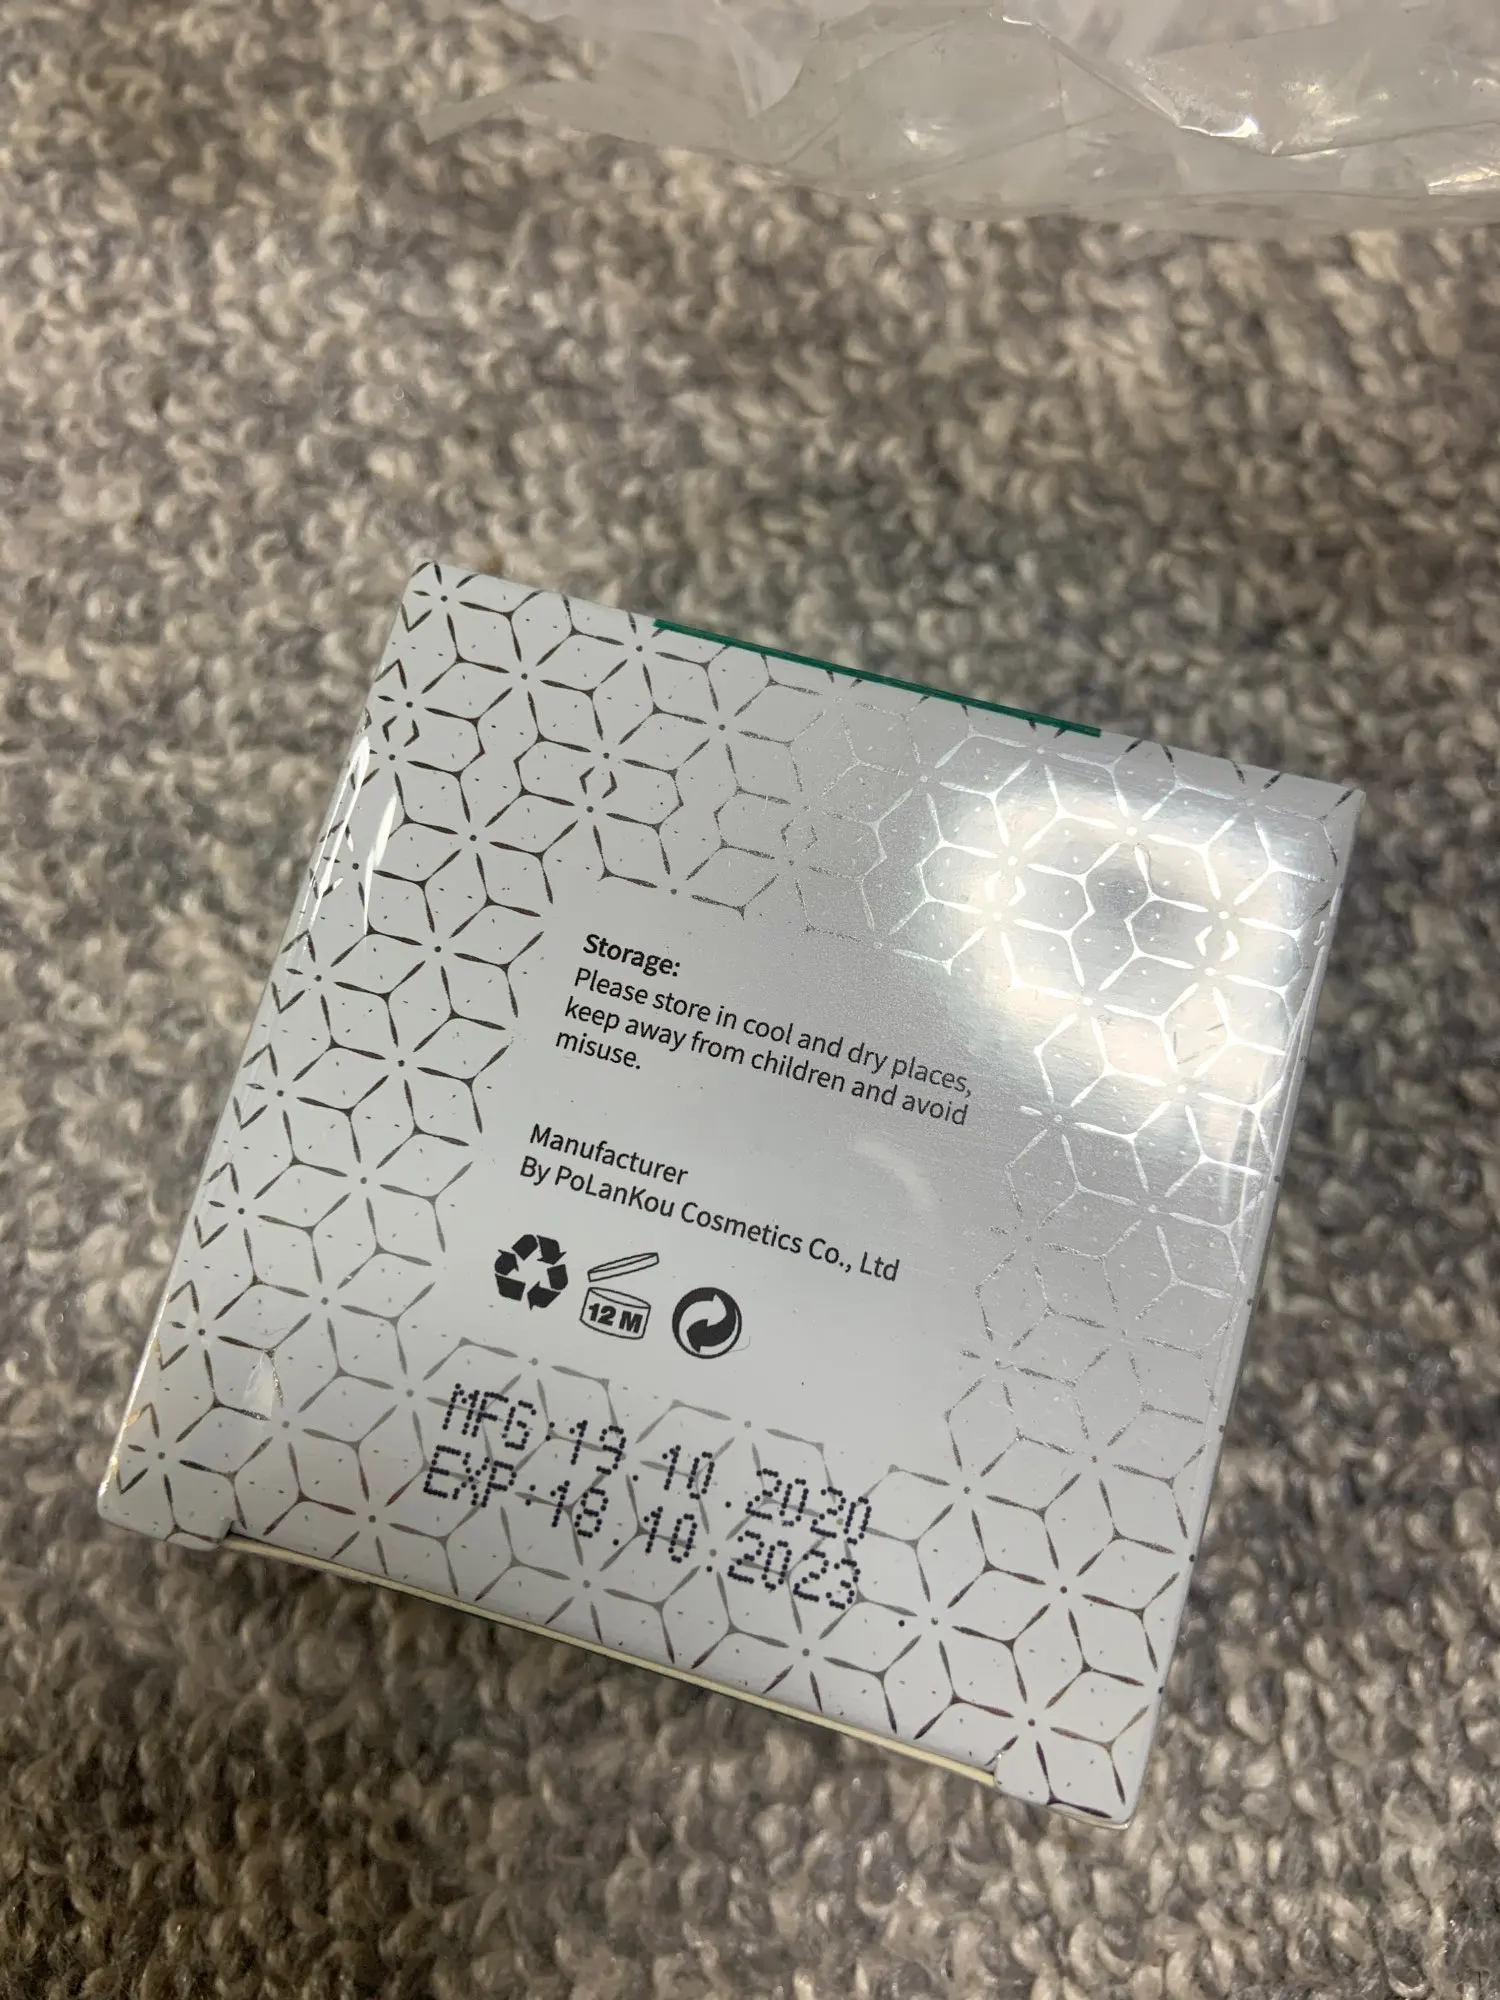 Storage:
Please store in cool and dry places,
keep away from children and avoid
misuse.
Manufacturer
By PoLanKou Cosmetics Co., Ltd
12 M
MFG:19.10.2020
EXP:18.10.2023